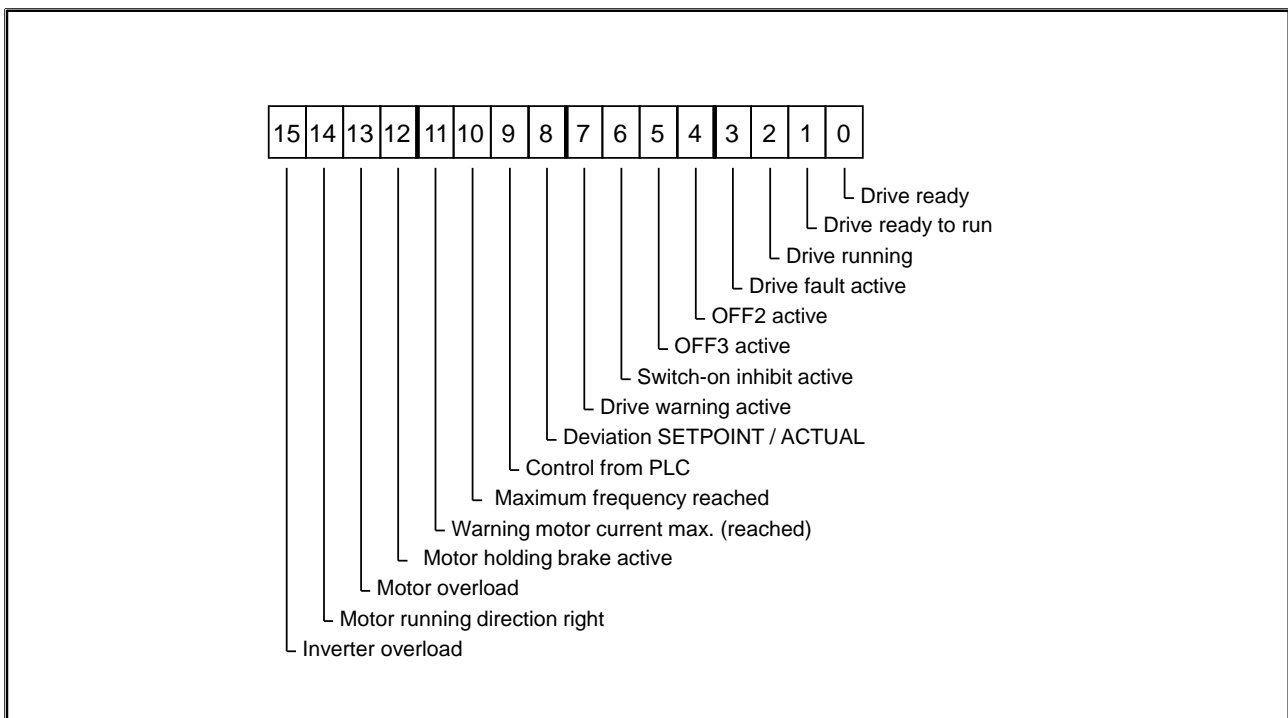 15 14 13 12 11 10 9 8 7 6 5 4 3 2 1 0
Drive ready
Drive ready to run
Drive running
Drive fault active
OFF2 active
OFF3 active
Switch-on inhibit active
Drive warning active
Deviation SETPOINT / ACTUAL
Control from PLC
Maximum frequency reached
Warning motor current max. (reached)
Motor holding brake active
Motor overload
Motor running direction right
Inverter overload